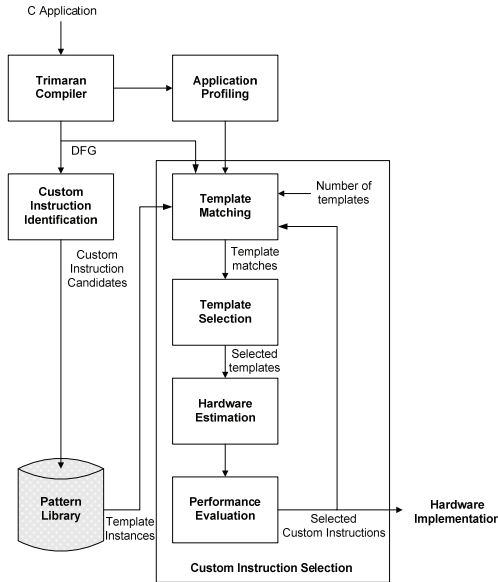 C Application
Trimaran
Compiler
Application
Profiling
DFG
Custom
Instruction
Identification
Template
Matching
Number of
templates
Custom
Instruction
Candidates
Template
matches
Template
Selection
Selected
templates
Hardware
Estimation
Pattern
Library
Template
Instances
Performance
Evaluation
Selected
Custom Instructions
Hardware
Implementation
Custom Instruction Selection